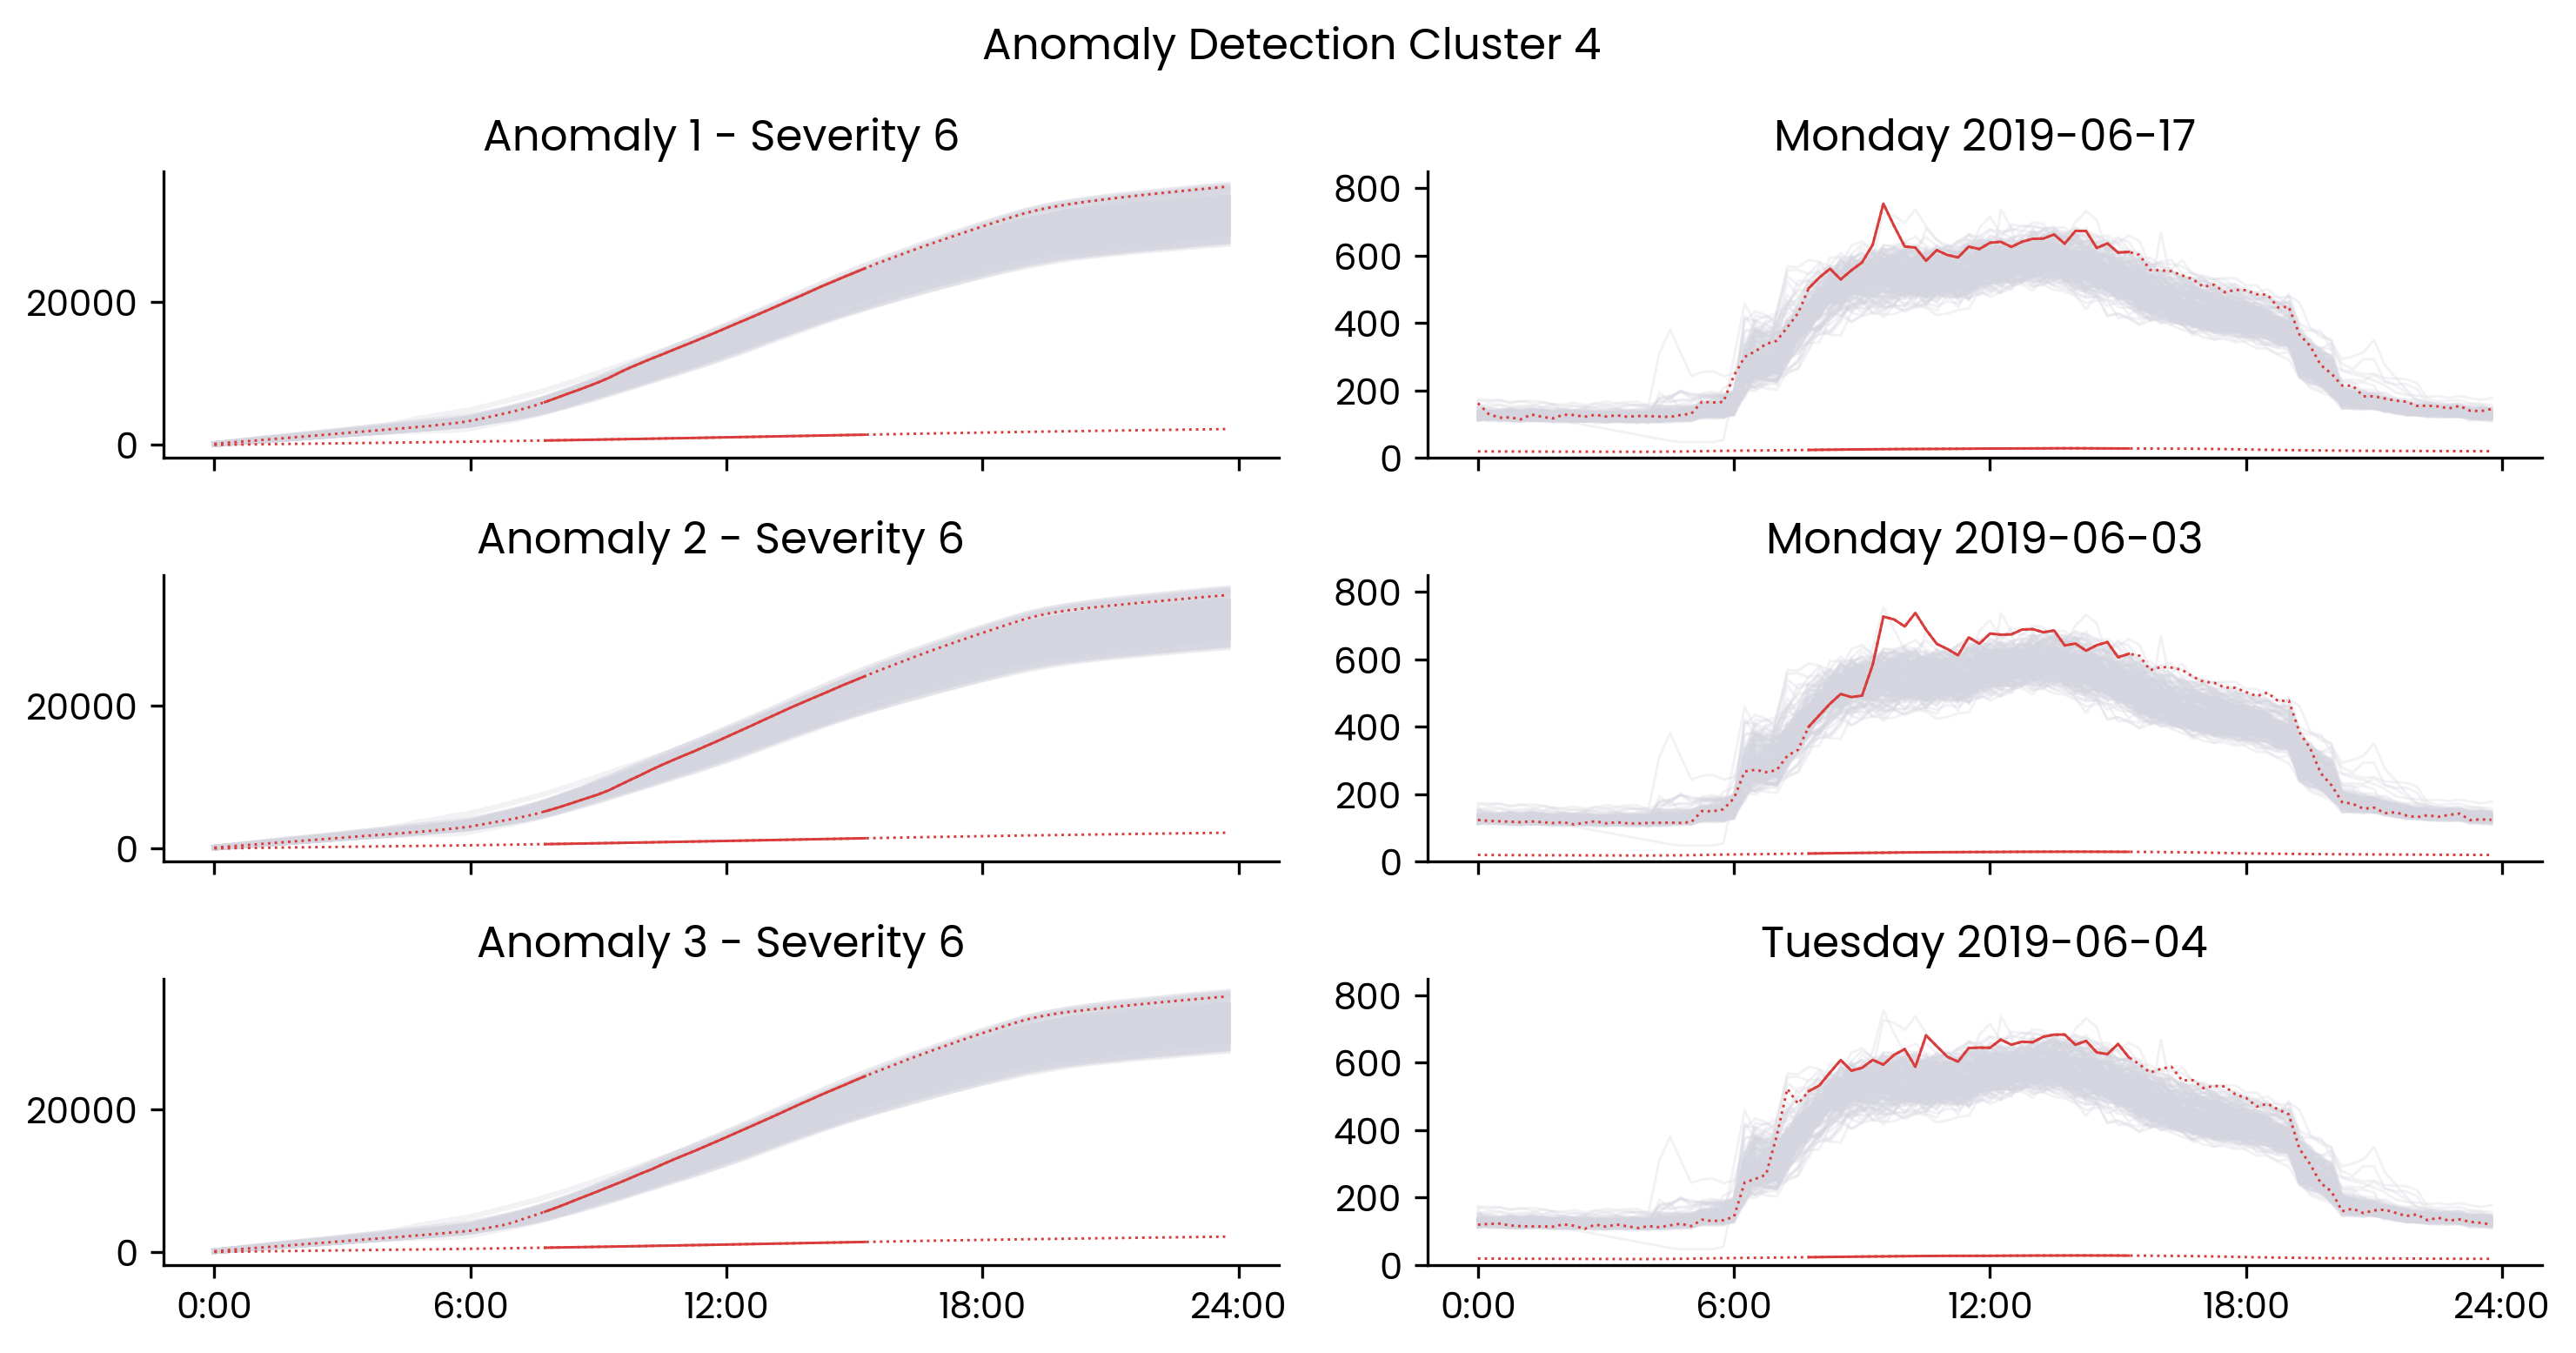 Anomaly Detection Cluster 4
Anomaly 1 - Severity 6
Monday 2019-06-17
20000
0
800
600
400
200
0
Anomaly 2 - Severity 6
Monday 2019-06-03
20000
0
800
600
400
200
0
Anomaly 3 - Severity 6
Tuesday 2019-06-04
20000
0
800
600
400
200
0
0:00 6:00 12:00 18:00 24:00
0:00 6:00 12:00 18:00 24:00